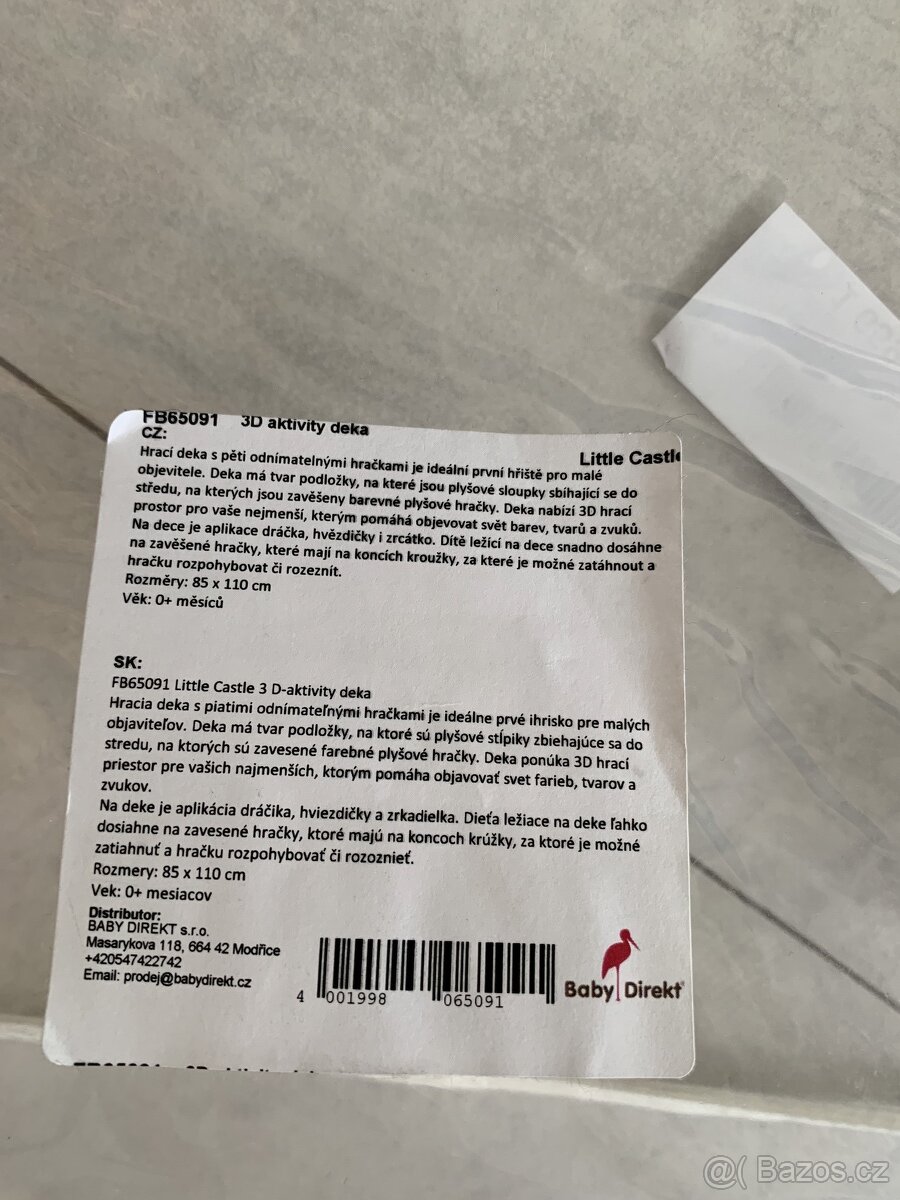 FB65091 3D aktivity deka
CZ:
Little Castl
Hrací deka s pěti odnímatelnými hračkami je ideální první hřiště pro malé
objevitele. Deka má tvar podložky, na které jsou plyšové sloupky sbíhající se do
středu, na kterých jsou zavěšeny barevné plyšové hračky. Deka nabízí 3D hrací
prostor pro vaše nejmenší, kterým pomáhá objevovat svět barev, tvarů a zvuků.
Na dece je aplikace dráčka, hvězdičky i zrcátko. Dítě ležící na dece snadno dosáhne
na zavěšené hračky, které mají na koncích kroužky, za které je možné zatáhnout a
hračku rozpohybovat či rozeznít.
Rozměry: 85 x 110 cm
Věk: 0+ měsíců
SK:
FB65091 Little Castle 3 D-aktivity deka
Hracia deka s piatimi odnímateľnými hračkami je ideálne prvé ihrisko pre malých
objaviteľov. Deka má tvar podložky, na ktoré sú plyšové stĺpiky zbiehajúce sa do
stredu, na ktorých sú zavesené farebné plyšové hračky. Deka ponúka 3D hrací
priestor pre vašich najmenších, ktorým pomáha objavovať svet farieb, tvarov a
zvukov.
Na deke je aplikácia dráčika, hviezdičky a zrkadielka. Dieťa ležiace na deke ľahko
dosiahne na zavesené hračky, ktoré majú na koncoch krúžky, za ktoré je možné
zatiahnuť a hračku rozpohybovať či rozoznieť.
Rozmery: 85 x 110 cm
Vek: 0+ mesiacov
Distributor:
BABY DIREKT s.r.o.
Masarykova 118, 664 42 Modřice
+420547422742
Email: prodej@babydirekt.cz
4 001998 065091
Baby Direkt
@( Bazos.cz